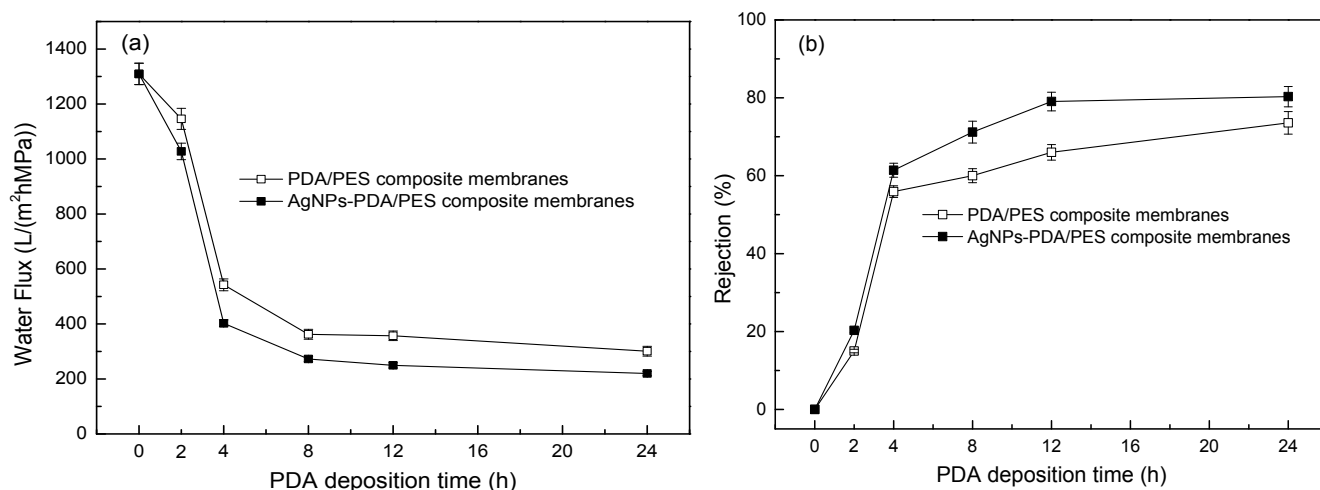 (a)
1400
1200
1000
800
600
400
200
0
Water Flux (L/(m²hMPa))
PDA/PES composite membranes
AgNPs-PDA/PES composite membranes
0 2 4 8 12 16 20 24
PDA deposition time (h)
(b)
100
80
60
40
20
0
Rejection (%)
PDA/PES composite membranes
AgNPs-PDA/PES composite membranes
0 2 4 8 12 16 20 24
PDA deposition time (h)